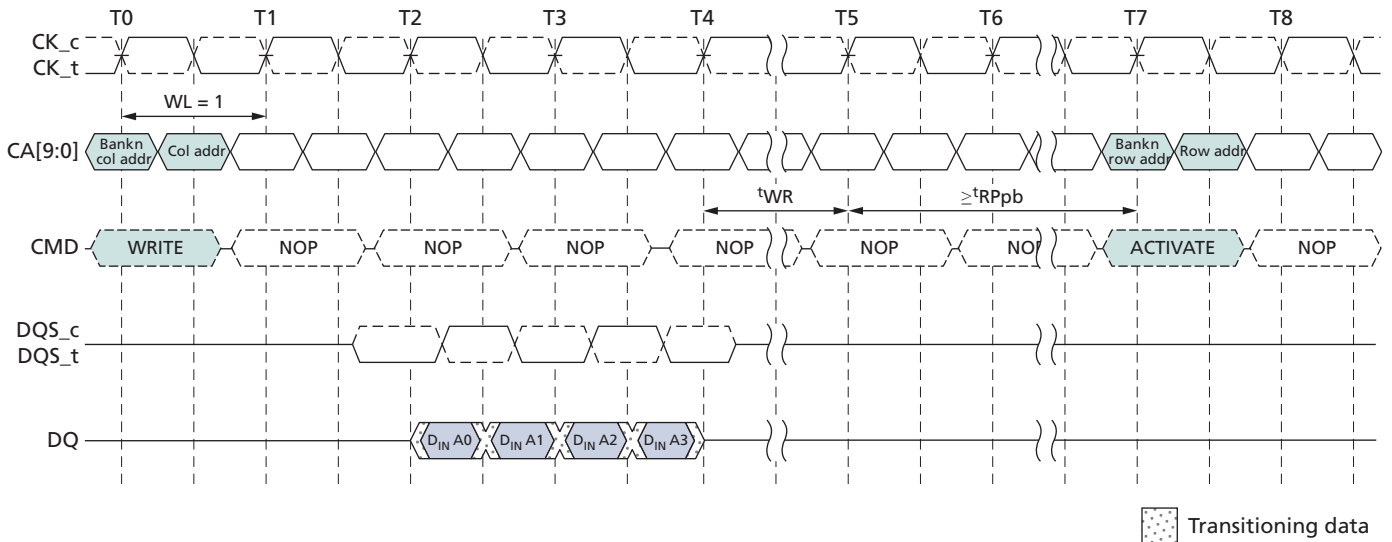 T0 T1 T2 T3 T4 T5 T6 T7 T8
CK_c
CK_t
WL = 1
CA[9:0] Bankn col addr Col addr Bankn row addr Row addr
tWR ≥tRPpb
CMD WRITE NOP NOP NOP NOP NOP NOP ACTIVATE NOP
DQS_c
DQS_t
DQ DIN A0 DIN A1 DIN A2 DIN A3
Transitioning data